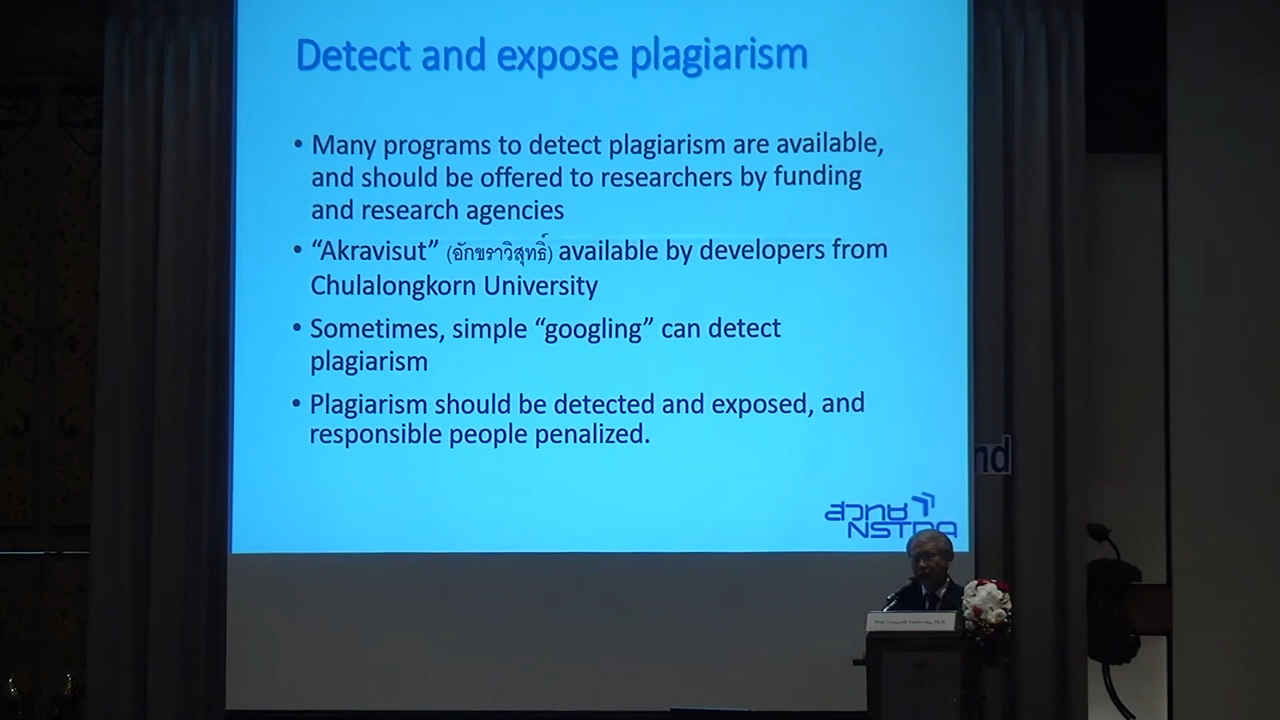 Detect and expose plagiarism
• Many programs to detect plagiarism are available,
and should be offered to researchers by funding
and research agencies
• “Akravisut” (อักขราวิสุทธิ์) available by developers from
Chulalongkorn University
• Sometimes, simple “googling” can detect
plagiarism
• Plagiarism should be detected and exposed, and
responsible people penalized.
nd
สวทช
NSTDA